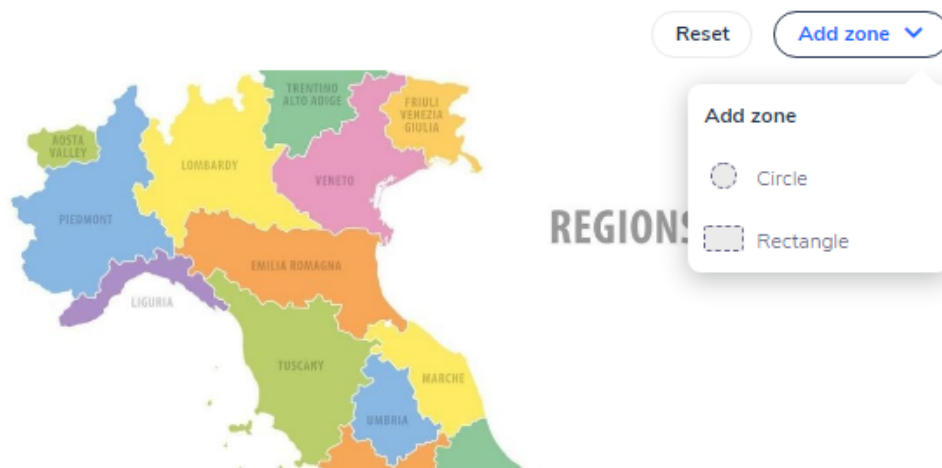 Reset
Add zone
Add zone
Circle
Rectangle
TRENTINO
ALTO ADIGE
FRIULI
VENEZIA
GIULIA
AOSTA
VALLEY
LOMBARDY
VENETO
PIEDMONT
REGIONS
EMILIA ROMAGNA
LIGURIA
TUSCANY
MARCHE
UMBRIA